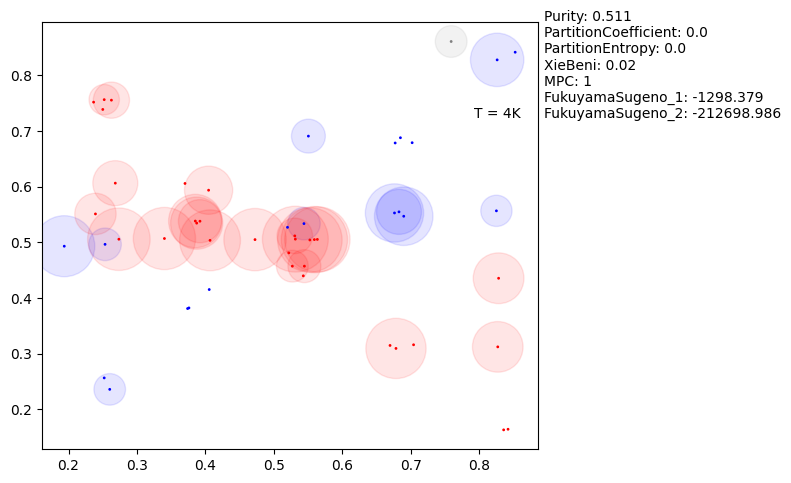 Purity: 0.511
PartitionCoefficient: 0.0
PartitionEntropy: 0.0
XieBeni: 0.02
MPC: 1
FukuyamaSugeno_1: -1298.379
FukuyamaSugeno_2: -212698.986
T = 4K
0.8
0.7
0.6
0.5
0.4
0.3
0.2
0.2 0.3 0.4 0.5 0.6 0.7 0.8